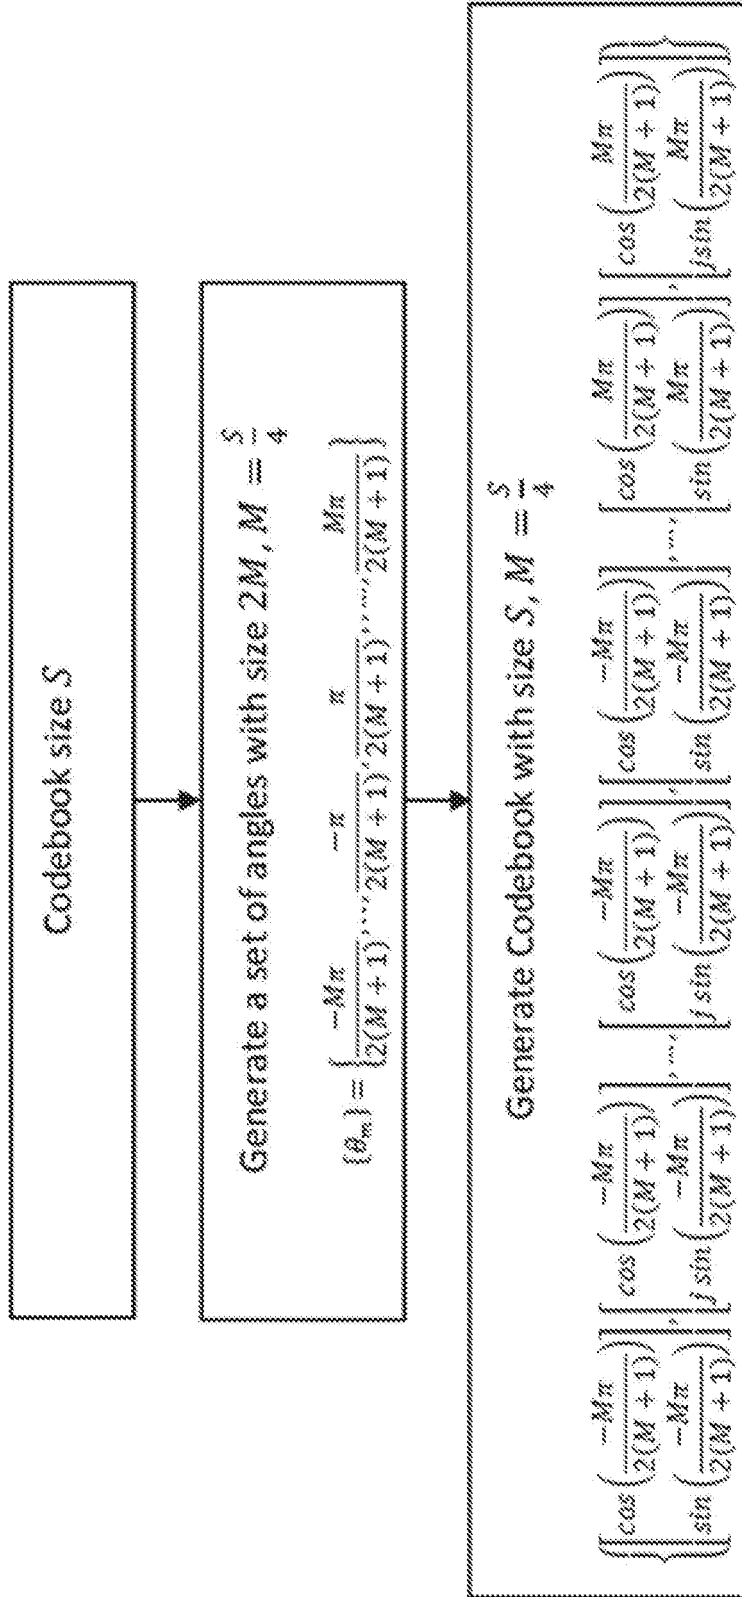 Codebook size S
Generate a set of angles with size 2M, M = S/4
{θₘ} = {−Mπ/2(M + 1), ..., −π/2(M + 1), π/2(M + 1), ..., Mπ/2(M + 1)}
Generate Codebook with size S, M = S/4
{[cos(−Mπ/2(M + 1)) sin(−Mπ/2(M + 1))], [cos(−Mπ/2(M + 1)) j sin(−Mπ/2(M + 1))], ..., [cos(−Mπ/2(M + 1)) j sin(−Mπ/2(M + 1))], [cos(−Mπ/2(M + 1)) sin(−Mπ/2(M + 1))], ..., [cos(Mπ/2(M + 1)) sin(Mπ/2(M + 1))], [cos(Mπ/2(M + 1)) jsin(Mπ/2(M + 1))]}